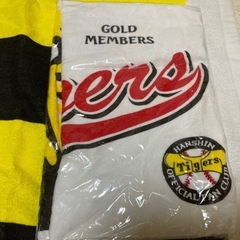 GOLD
MEMBERS
gers
HANSHIN
Tigers
OFFICIAL FAN CLUB